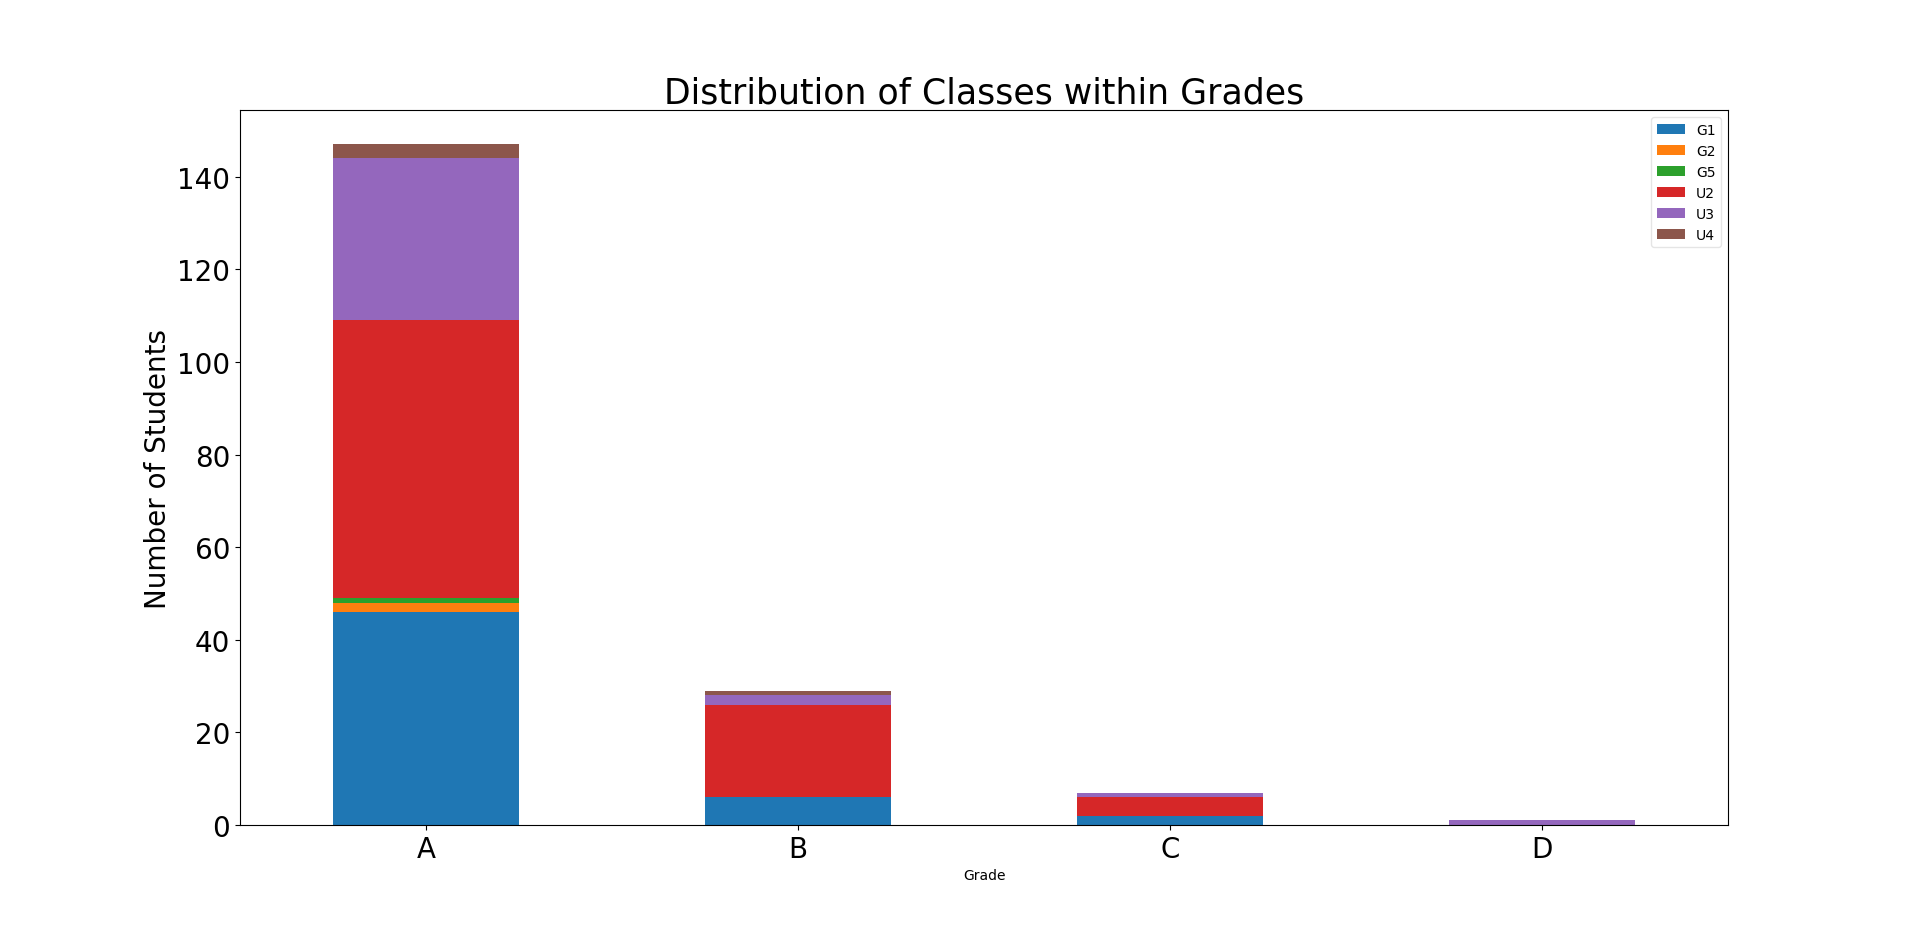 Distribution of Classes within Grades
G1
G2
G5
U2
U3
U4
Number of Students
140
120
100
80
60
40
20
0
A B C D
Grade